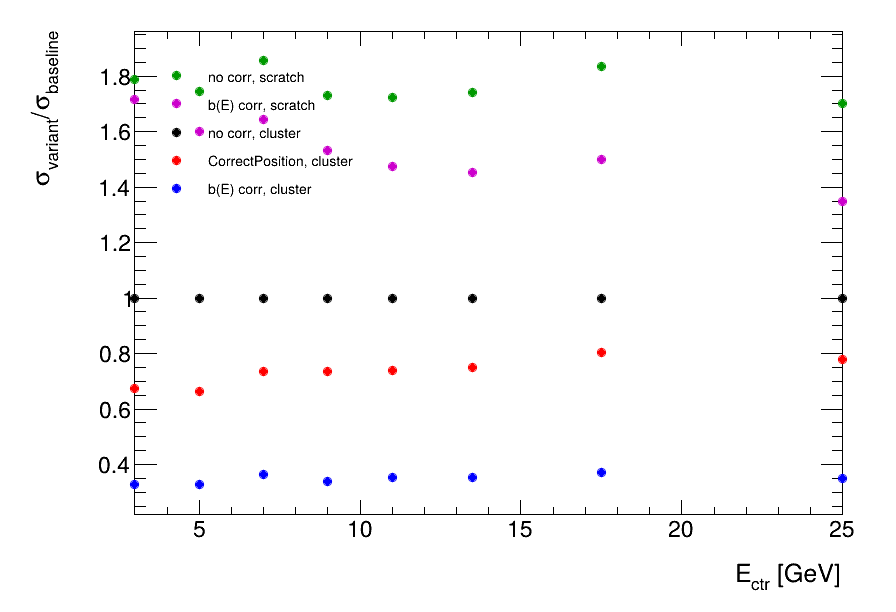 σvariant/σbaseline
1.8
1.6
1.4
1.2
1
0.8
0.6
0.4
no corr, scratch
b(E) corr, scratch
no corr, cluster
CorrectPosition, cluster
b(E) corr, cluster
5 10 15 20 25
Ectr [GeV]